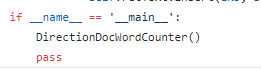 if __name__ == '__main__':
    DirectionDocWordCounter()
    pass